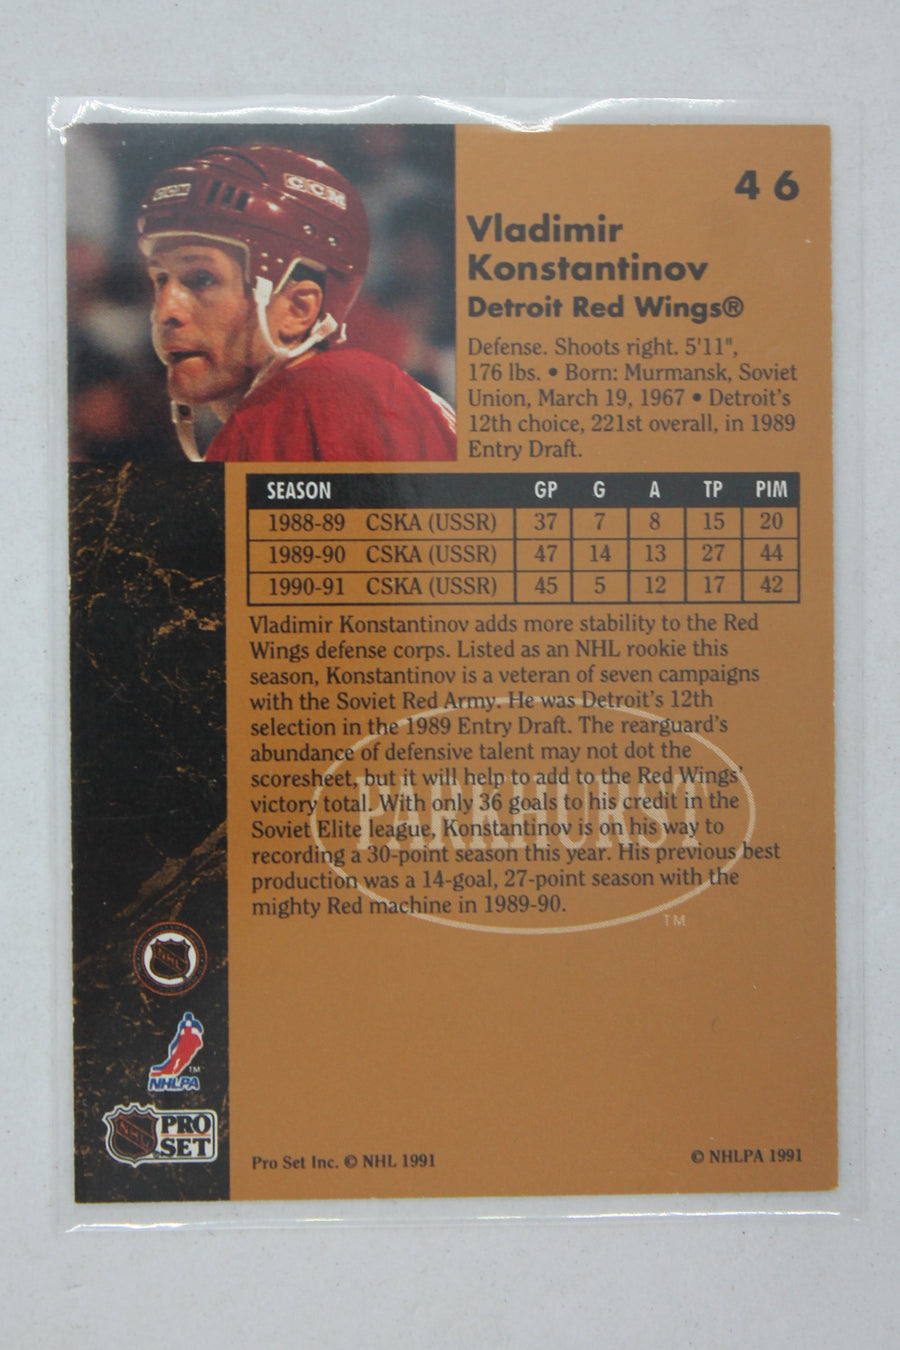 CCM
CCM
46
Vladimir
Konstantinov
Detroit Red Wings®
Defense. Shoots right. 5'11",
176 lbs. • Born: Murmansk, Soviet
Union, March 19, 1967 • Detroit's
12th choice, 221st overall, in 1989
Entry Draft.
SEASON GP G A TP PIM
1988-89 CSKA (USSR) 37 7 8 15 20
1989-90 CSKA (USSR) 47 14 13 27 44
1990-91 CSKA (USSR) 45 5 12 17 42
Vladimir Konstantinov adds more stability to the Red
Wings defense corps. Listed as an NHL rookie this
season, Konstantinov is a veteran of seven campaigns
with the Soviet Red Army. He was Detroit's 12th
selection in the 1989 Entry Draft. The rearguard's
abundance of defensive talent may not dot the
scoresheet, but it will help to add to the Red Wings'
victory total. With only 36 goals to his credit in the
Soviet Elite league, Konstantinov is on his way to
recording a 30-point season this year. His previous best
production was a 14-goal, 27-point season with the
mighty Red machine in 1989-90.
PARKHURST
TM
NHL
TM
NHLPA
NHL
PRO
SET
Pro Set Inc. © NHL 1991
© NHLPA 1991